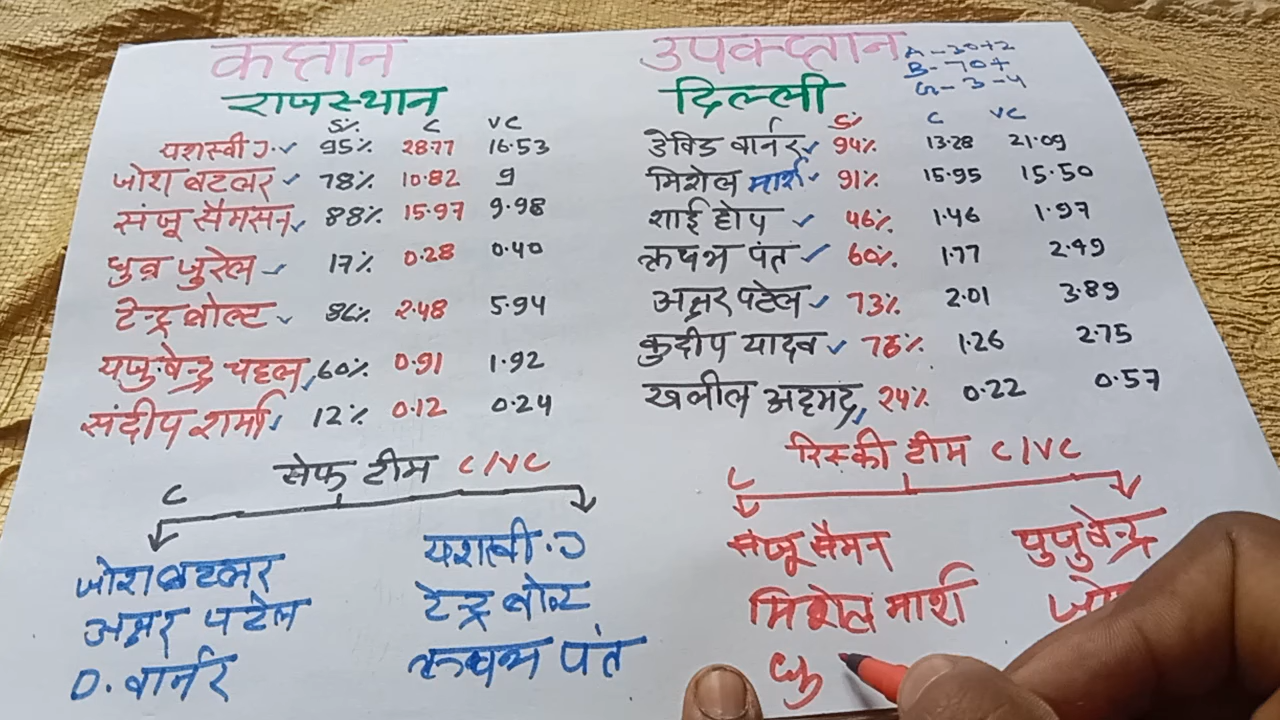 कप्तान
राजस्थान
S% C VC
यशस्वी J. 95% 28.77 16.53
जोश बटलर 78% 10.82 9
संजू सैमसन 88% 15.97 9.98
ध्रुव जुरेल 17% 0.28 0.40
टेन्ट्र बोल्ट 86% 2.48 5.94
युजुबेन्द्र चहल 60% 0.91 1.92
संदीप शर्मा 12% 0.12 0.24
उपकप्तान
A-30+2
B-70+
G-3-4
दिल्ली
S% C VC
डेविड वार्नर 94% 13.28 21.09
मिशेल मार्श 91% 15.95 15.50
शाई होप 46% 1.46 1.97
ऋषभ पंत 60% 1.77 2.49
अक्षर पटेल 73% 2.01 3.89
कुदीप यादव 76% 1.26 2.75
खलील अहमद 24% 0.22 0.57
सेफ टीम C/VC
C
जोश बटलर यशस्वी.J
अक्षर पटेल टेन्ट्र बोल्ट
D. वार्नर ऋषभ पंत
रिस्की टीम C/VC
C
संजू सैमन युजुवेन्द्र
मिशेल मार्श